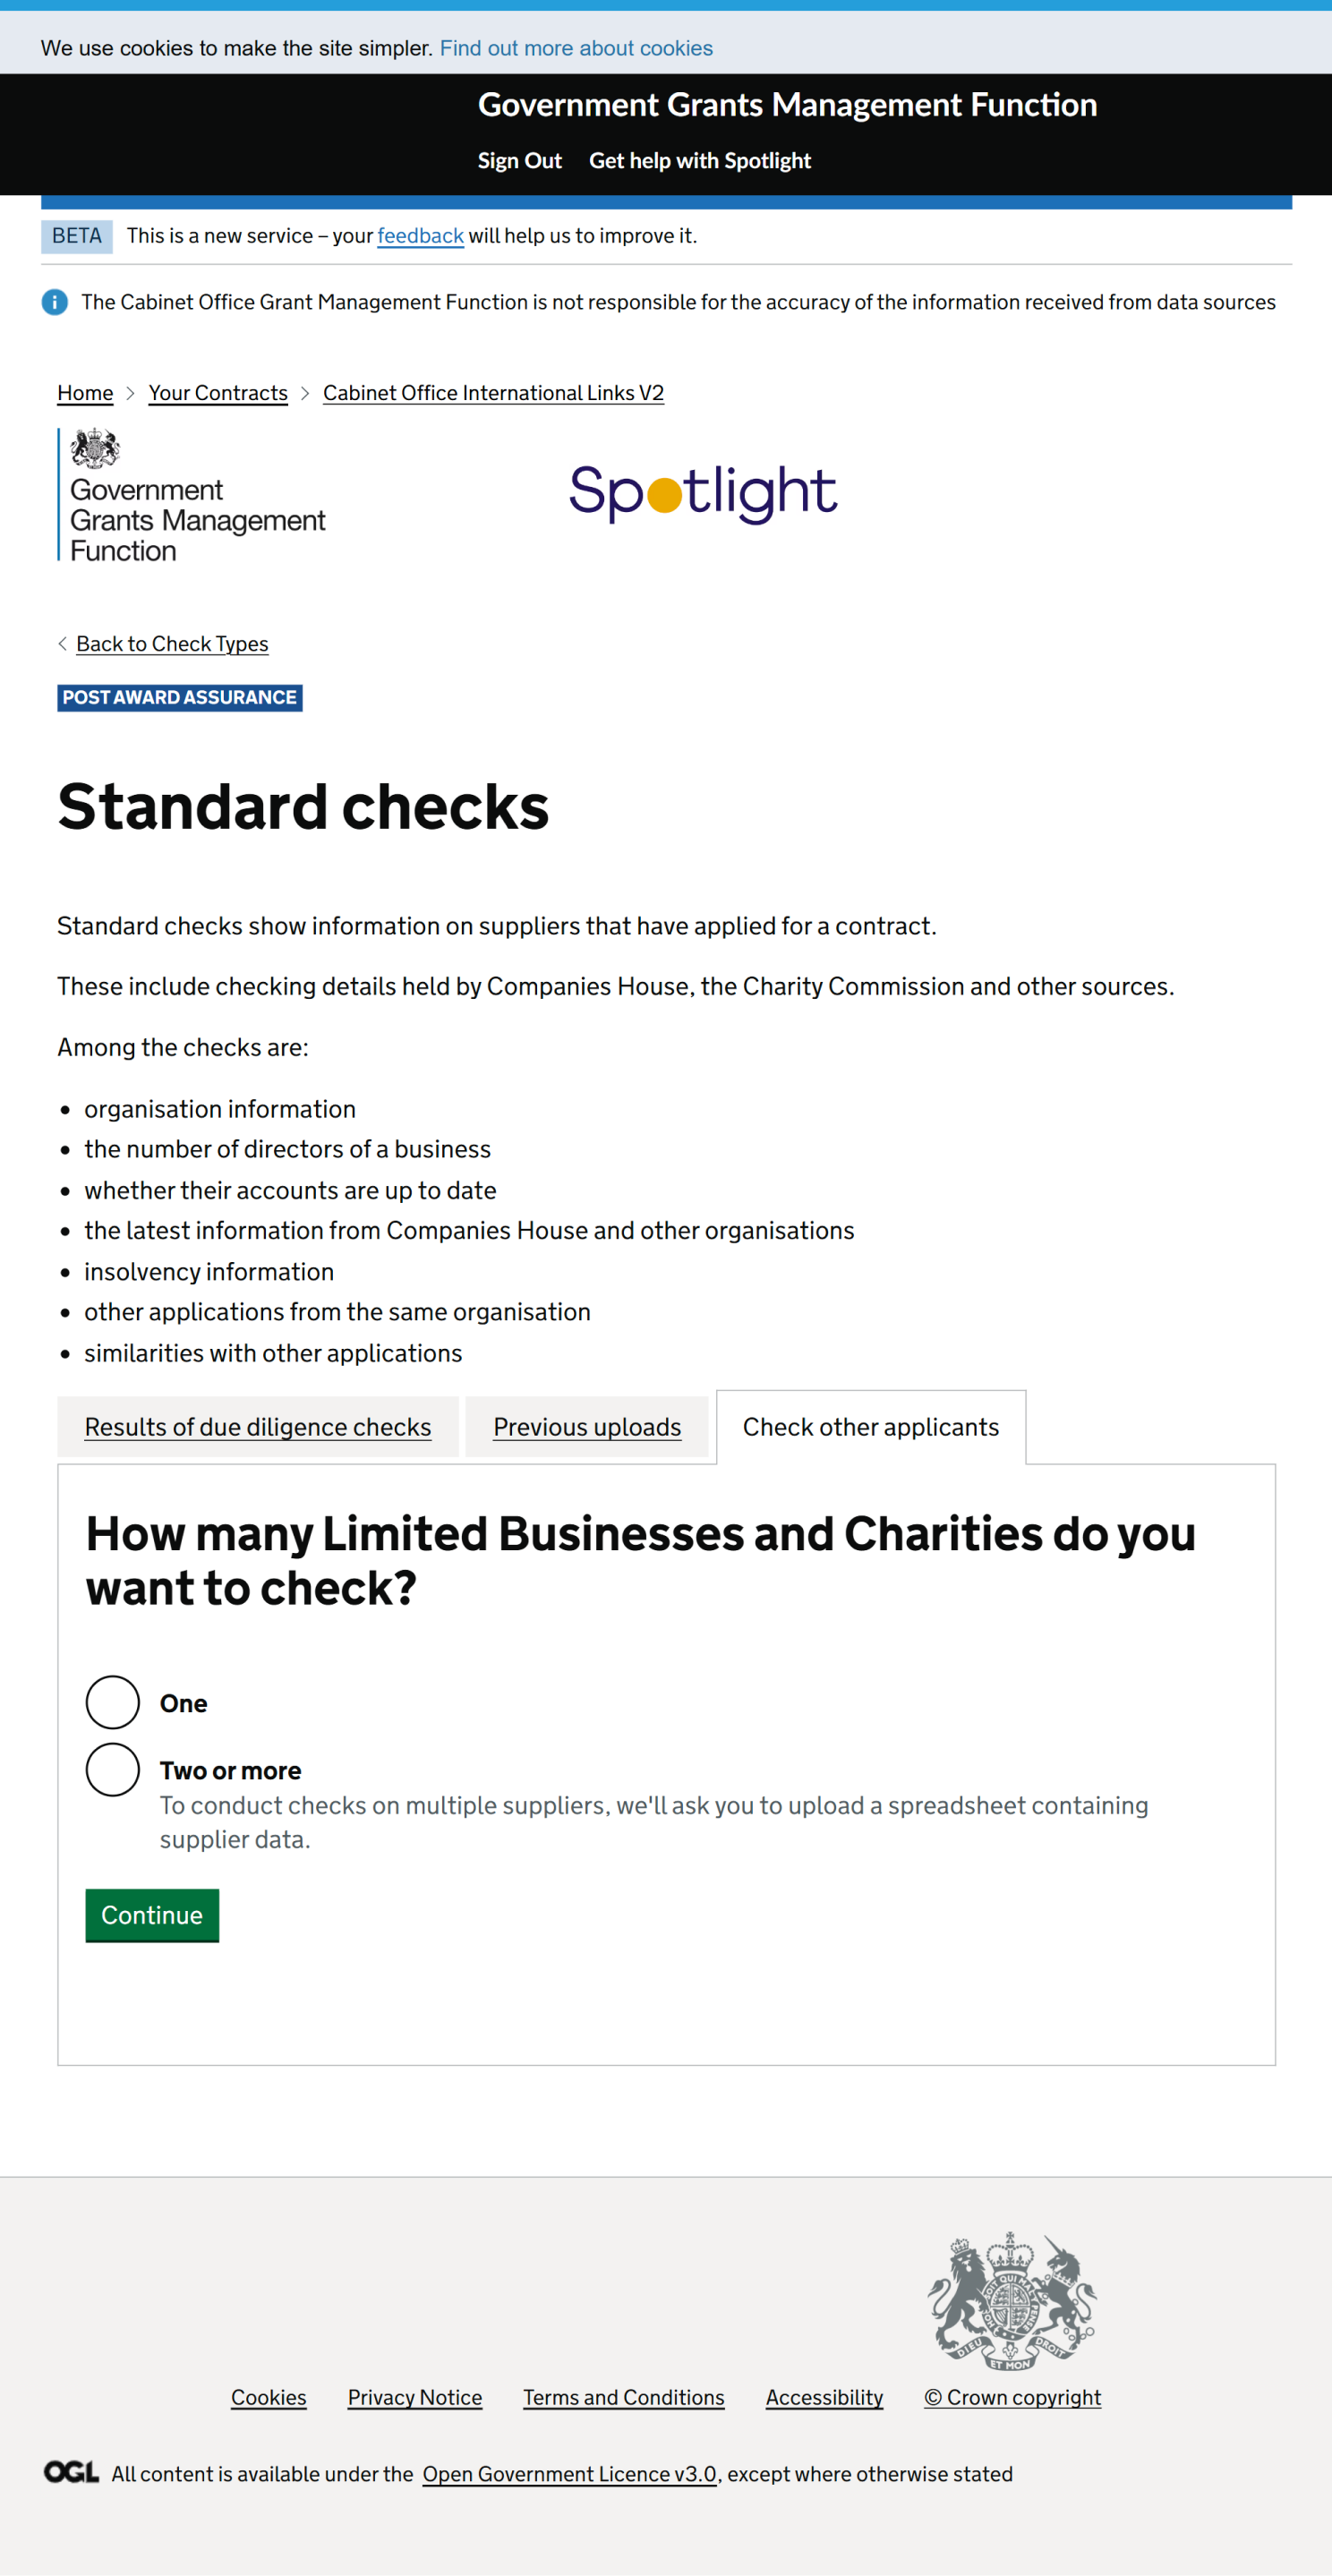 We use cookies to make the site simpler. Find out more about cookies
Government Grants Management Function
Sign Out Get help with Spotlight
BETA This is a new service – your feedback will help us to improve it.
The Cabinet Office Grant Management Function is not responsible for the accuracy of the information received from data sources
Home > Your Contracts > Cabinet Office International Links V2
Government
Grants Management
Function
Spotlight
Back to Check Types
POST AWARD ASSURANCE
Standard checks
Standard checks show information on suppliers that have applied for a contract.
These include checking details held by Companies House, the Charity Commission and other sources.
Among the checks are:
• organisation information
• the number of directors of a business
• whether their accounts are up to date
• the latest information from Companies House and other organisations
• insolvency information
• other applications from the same organisation
• similarities with other applications
Results of due diligence checks Previous uploads Check other applicants
How many Limited Businesses and Charities do you
want to check?
One
Two or more
To conduct checks on multiple suppliers, we'll ask you to upload a spreadsheet containing
supplier data.
Continue
DIEU ET MON DROIT
Cookies Privacy Notice Terms and Conditions Accessibility © Crown copyright
OGL All content is available under the Open Government Licence v3.0, except where otherwise stated